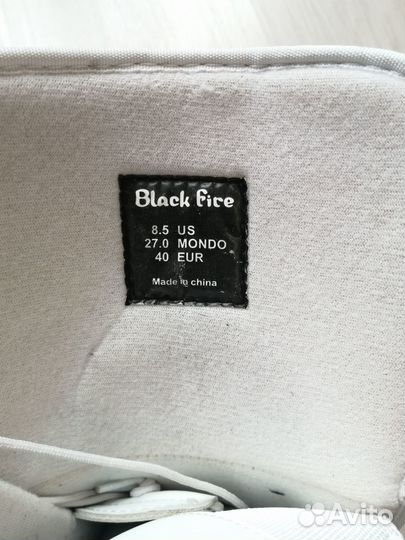 Black Fire
8.5 US
27.0 MONDO
40 EUR
Made in china
Avito